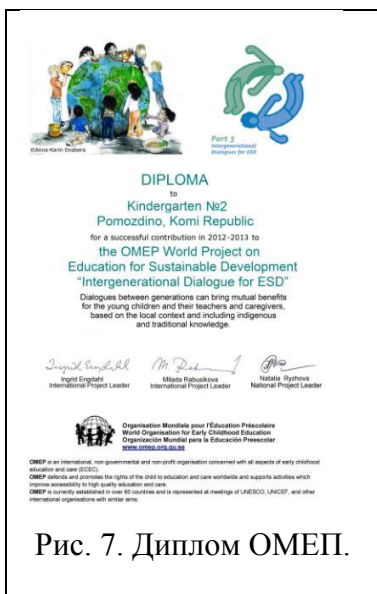 ©Anna-Karin Engberg
Part 3
Intergenerational
Dialogues for ESD
DIPLOMA
to
Kindergarten №2
Pomozdino, Komi Republic
for a successful contribution in 2012-2013 to
the OMEP World Project on
Education for Sustainable Development
“Intergenerational Dialogue for ESD”
Dialogues between generations can bring mutual benefits
for the young children and their teachers and caregivers,
based on the local context and including indigenous
and traditional knowledge.
Ingrid Engdahl
Ingrid Engdahl
International Project Leader
Milada Rabusikova
International Project Leader
Natalia Ryzhova
National Project Leader
Organisation Mondiale pour l'Éducation Préscolaire
World Organisation for Early Childhood Education
Organización Mundial para la Educación Preescolar
www.omep.org.gu.se
OMEP is an international, non-governmental and non-profit organisation concerned with all aspects of early childhood
education and care (ECEC).
OMEP defends and promotes the rights of the child to education and care worldwide and supports activities which
improve accessibility to high quality education and care.
OMEP is currently established in over 60 countries and is represented at meetings of UNESCO, UNICEF, and other
international organisations with similar aims.
Рис. 7. Диплом ОМЕП.